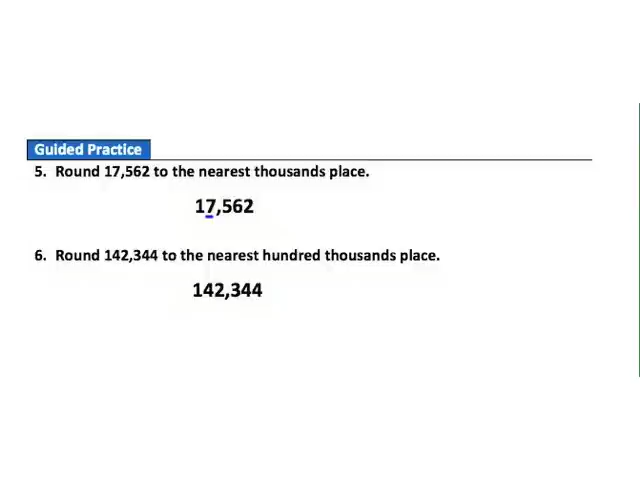 Guided Practice
5. Round 17,562 to the nearest thousands place.
17,562
6. Round 142,344 to the nearest hundred thousands place.
142,344